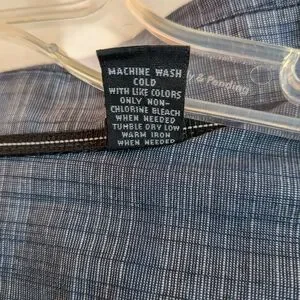 MACHINE WASH
COLD
WITH LIKE COLORS
ONLY NON-
CHLORINE BLEACH
WHEN NEEDED
TUMBLE DRY LOW
WARM IRON
WHEN NEEDED
& Pending